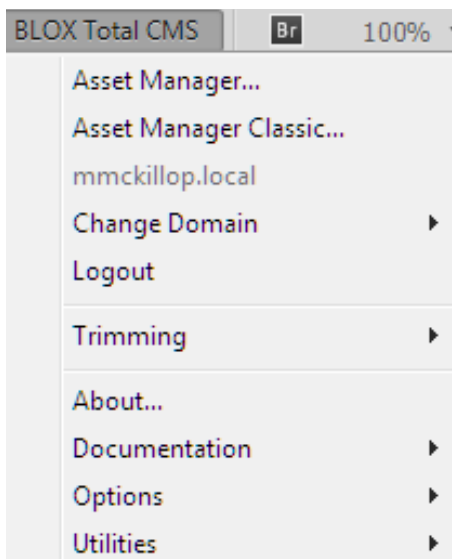 BLOX Total CMS Br 100%
Asset Manager...
Asset Manager Classic...
mmckillop.local
Change Domain
Logout
Trimming
About...
Documentation
Options
Utilities